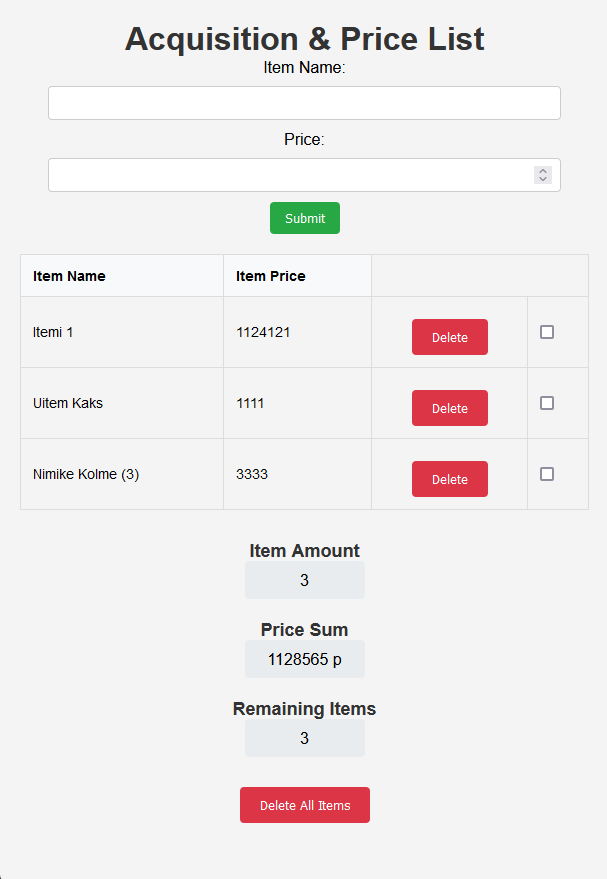 Acquisition & Price List
Item Name:
Price:
Submit
Item Name Item Price
Itemi 1 1124121 Delete
Uitem Kaks 1111 Delete
Nimike Kolme (3) 3333 Delete
Item Amount
3
Price Sum
1128565 p
Remaining Items
3
Delete All Items